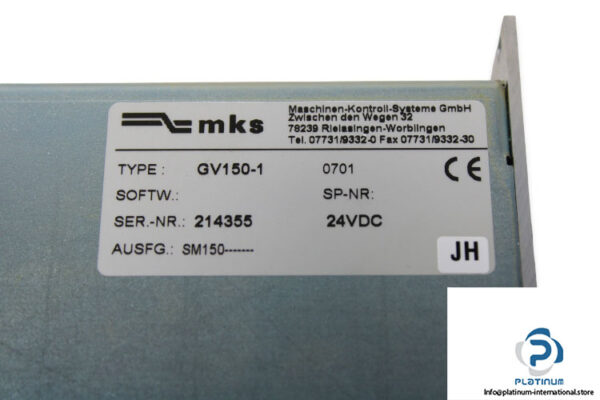 mks
Maschinen-Kontroll-Systeme GmbH
Zwischen den Wegen 32
78239 Rielasingen-Worblingen
Tel. 07731/9332-0 Fax 07731/9332-30
TYPE : GV150-1 0701 CE
SOFTW.: SP-NR:
SER.-NR.: 214355 24VDC
AUSFG.: SM150-------
JH
PLATINUM
Info@platinum-international.store